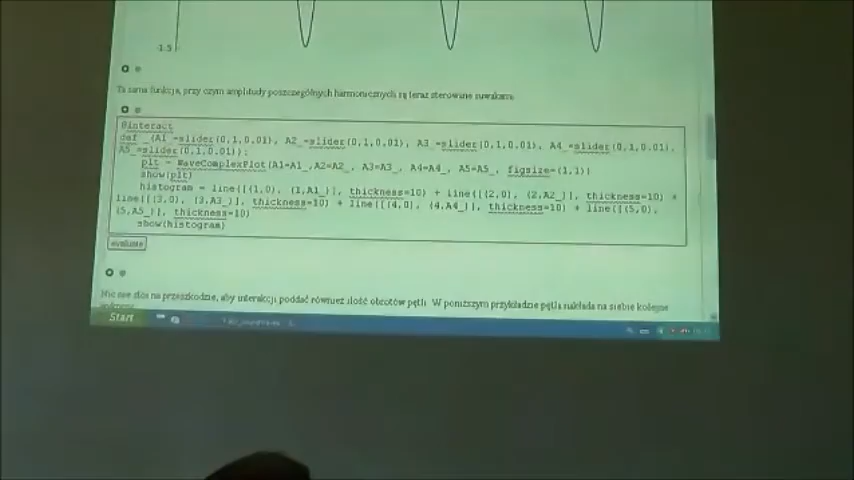 -1.5
Ta sama funkcja, przy czym amplitudy poszczególnych harmonicznych są teraz sterowane suwakami.
@interact
def _(A1_=slider(0,1,0.01), A2_=slider(0,1,0.01), A3_=slider(0,1,0.01), A4_=slider(0,1,0.01),
A5_=slider(0,1,0.01)):
plt = WaveComplexPlot(A1=A1_,A2=A2_, A3=A3_, A4=A4_, A5=A5_, figsize=(1,1))
show(plt)
histogram = line([(1,0), (1,A1_)], thickness=10) + line([(2,0), (2,A2_)], thickness=10) +
line([(3,0), (3,A3_)], thickness=10) + line([(4,0), (4,A4_)], thickness=10) + line([(5,0),
(5,A5_)], thickness=10)
show(histogram)
evaluate
Nic nie stoi na przeszkodzie, aby interakcji poddać również ilość obrotów pętli. W poniższym przykładzie pętla nakłada na siebie kolejne
Start